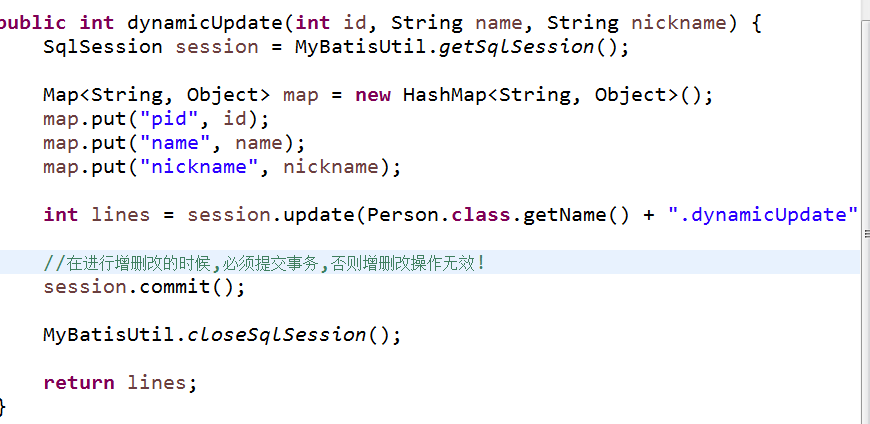 public int dynamicUpdate(int id, String name, String nickname) {
SqlSession session = MyBatisUtil.getSqlSession();
Map<String, Object> map = new HashMap<String, Object>();
map.put("pid", id);
map.put("name", name);
map.put("nickname", nickname);
int lines = session.update(Person.class.getName() + ".dynamicUpdate"
//在进行增删改的时候,必须提交事务,否则增删改操作无效!
session.commit();
MyBatisUtil.closeSqlSession();
return lines;
}